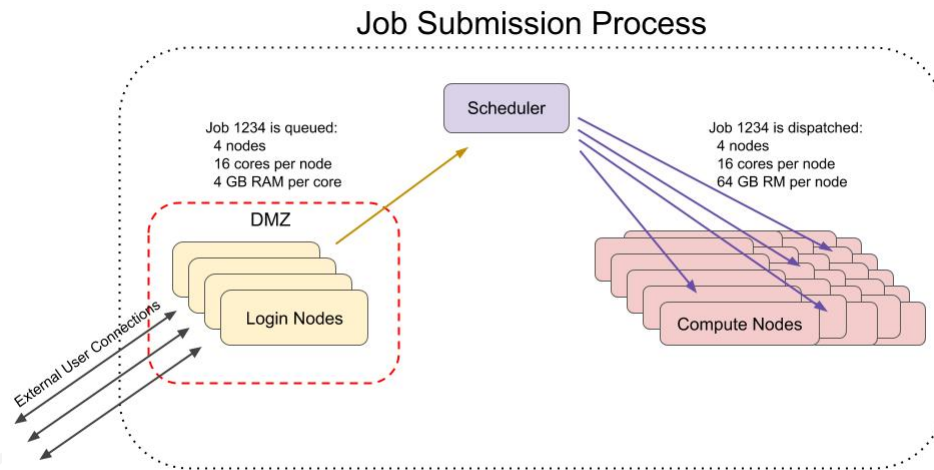 Job Submission Process
Scheduler
Job 1234 is queued:
4 nodes
16 cores per node
4 GB RAM per core
Job 1234 is dispatched:
4 nodes
16 cores per node
64 GB RM per node
DMZ
Login Nodes
Compute Nodes
External User Connections